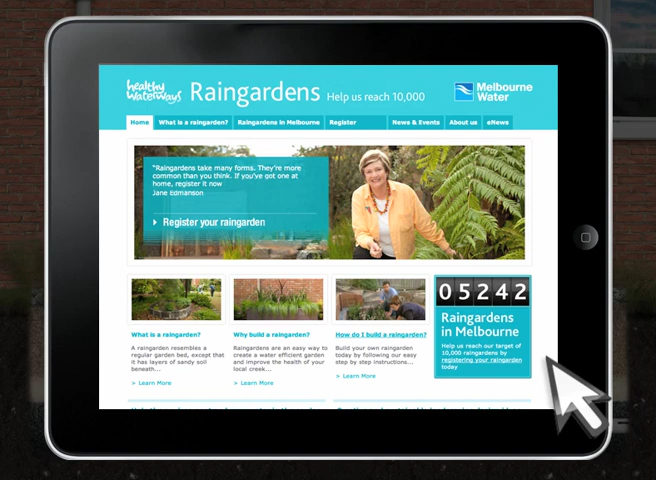 healthy waterways
Raingardens Help us reach 10,000
Melbourne Water
Home What is a raingarden? Raingardens in Melbourne Register News & Events About us eNews
"Raingardens take many forms. They're more
common than you think. If you've got one at
home, register it now
Jane Edmanson
Register your raingarden
What is a raingarden?
A raingarden resembles a
regular garden bed, except that
it has layers of sandy soil
beneath...
> Learn More
Why build a raingarden?
Raingardens are an easy way to
create a water efficient garden
and improve the health of your
local creek...
> Learn More
How do I build a raingarden?
Build your own raingarden
today by following our easy
step by step instructions...
> Learn More
05242
Raingardens
in Melbourne
Help us reach our target of
10,000 raingardens by
registering your raingarden
today